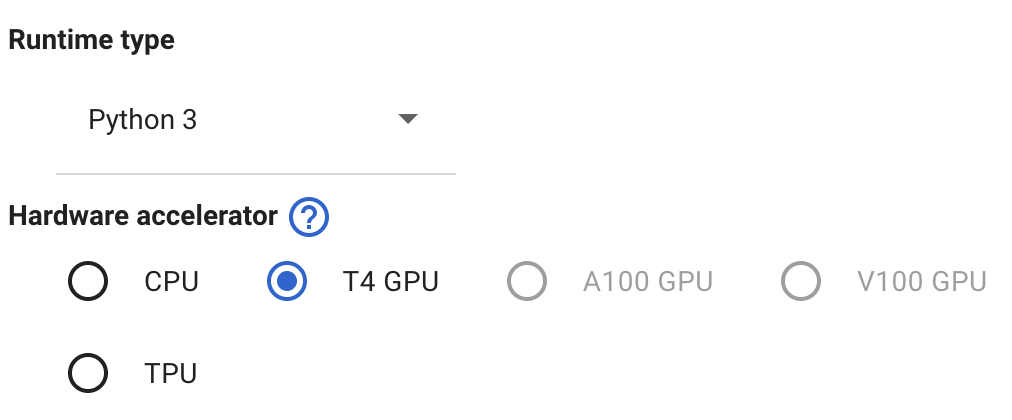 Runtime type
Python 3
Hardware accelerator ?
CPU T4 GPU A100 GPU V100 GPU
TPU